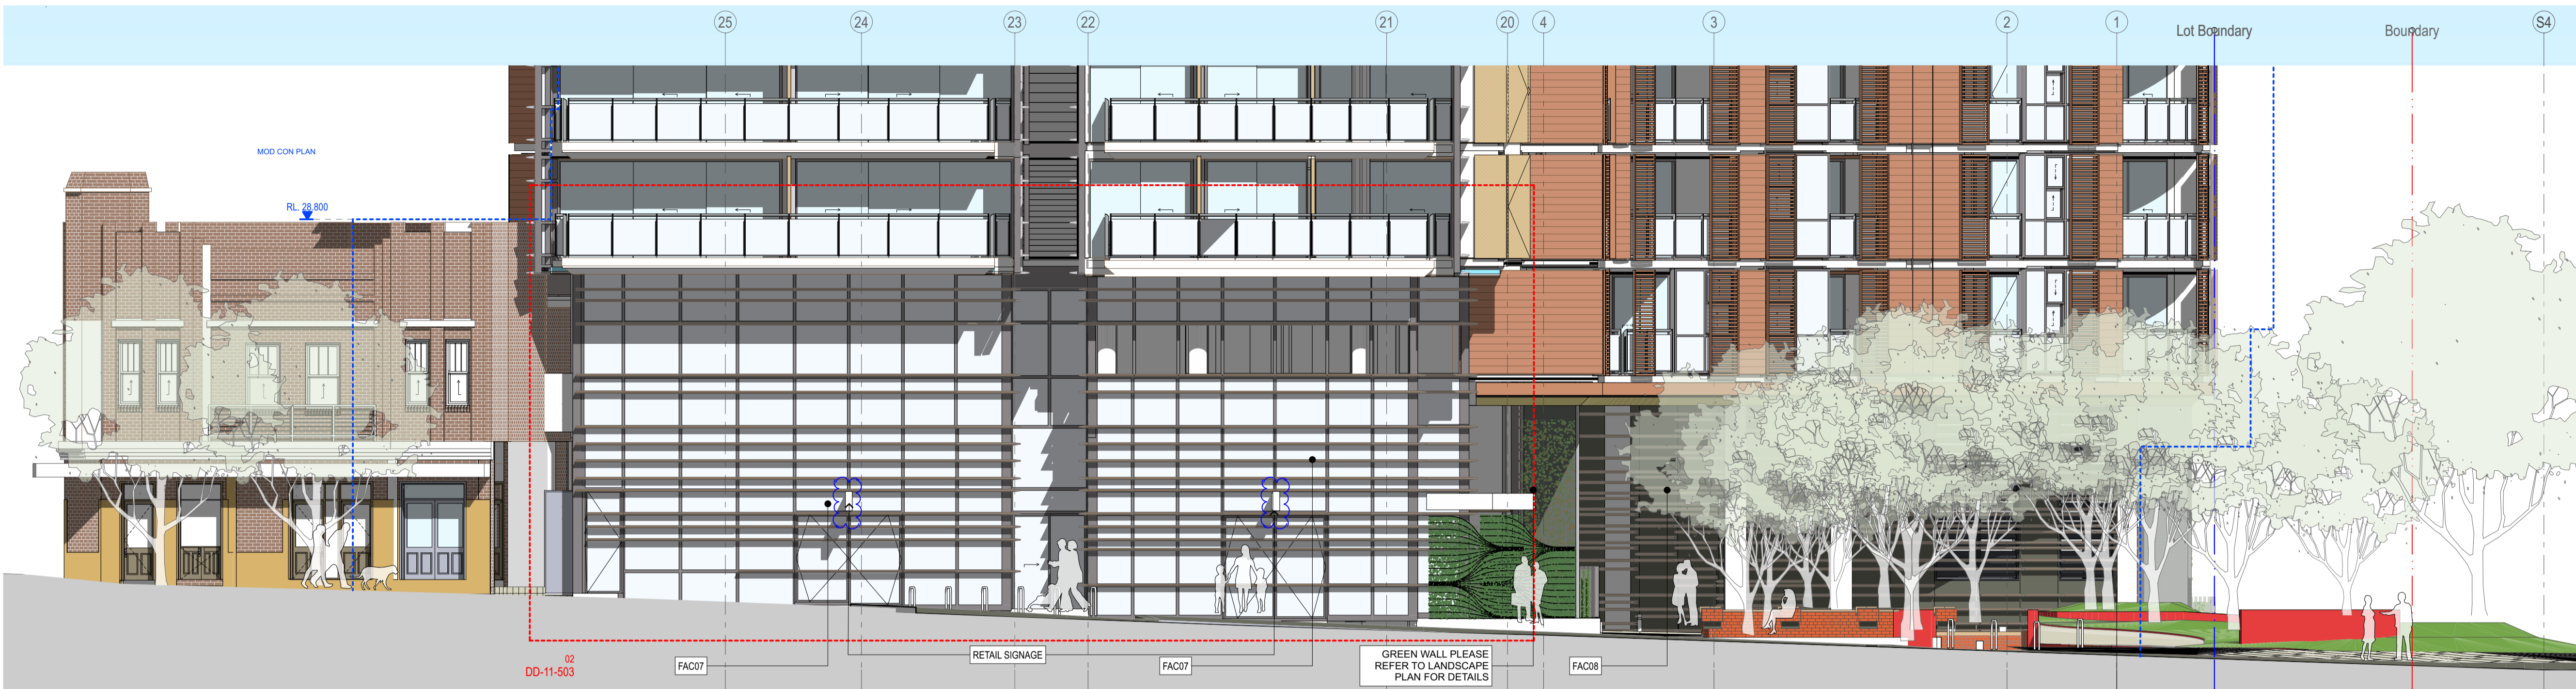 25
24
23
22
21
20
4
3
2
1
Lot Boundary
Boundary
S4
MOD CON PLAN
RL. 28.800
02
DD-11-503
FAC07
RETAIL SIGNAGE
FAC07
GREEN WALL PLEASE
REFER TO LANDSCAPE
PLAN FOR DETAILS
FAC08